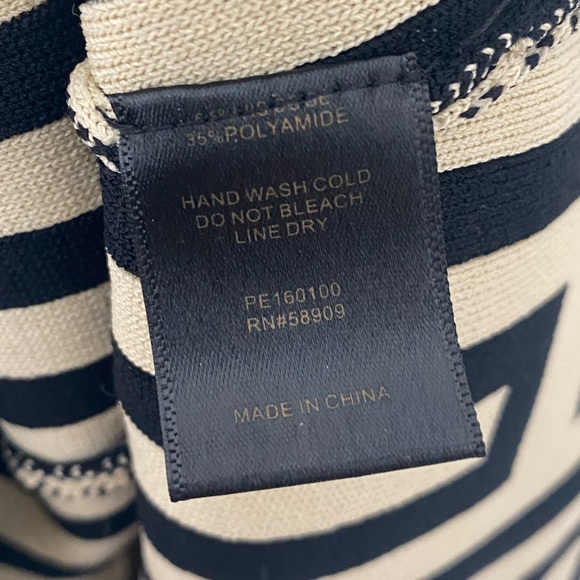 35%POLYAMIDE
HAND WASH COLD
DO NOT BLEACH
LINE DRY
PE160100
RN#58909
MADE IN CHINA